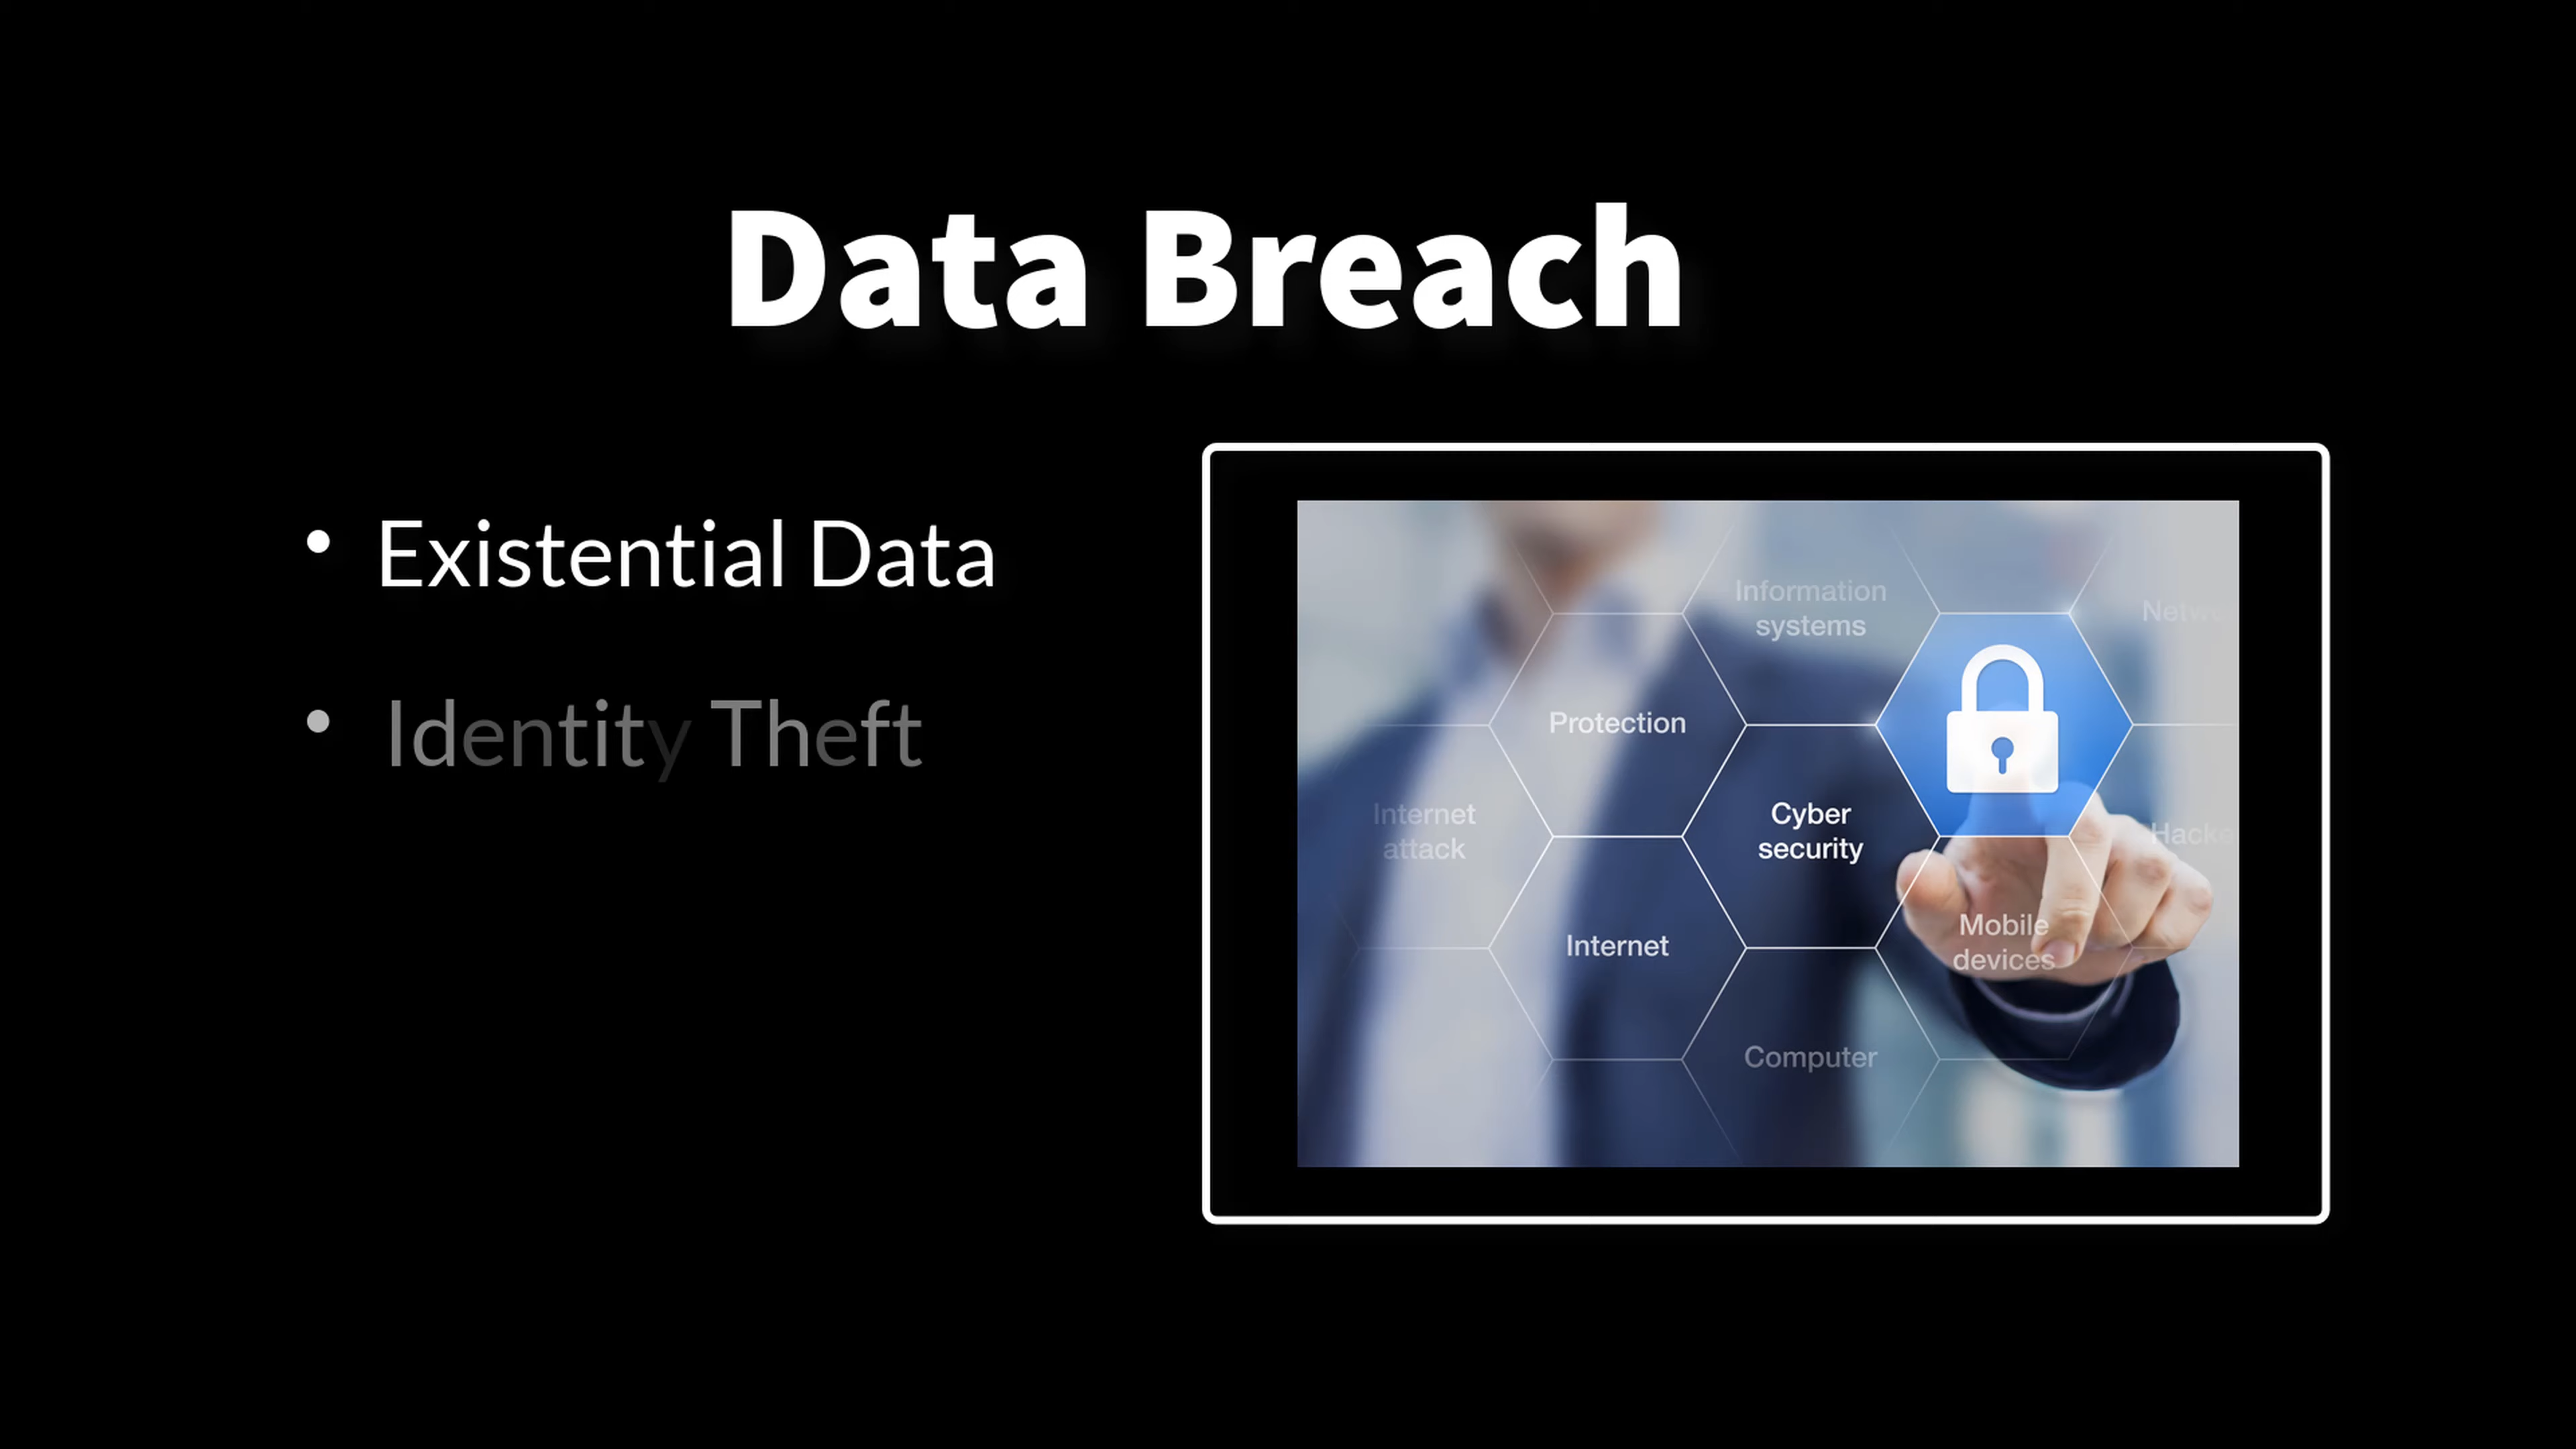 Data Breach
• Existential Data
• Identity Theft
Information
systems
Protection
Internet
attack
Cyber
security
Internet
Mobile
devices
Computer